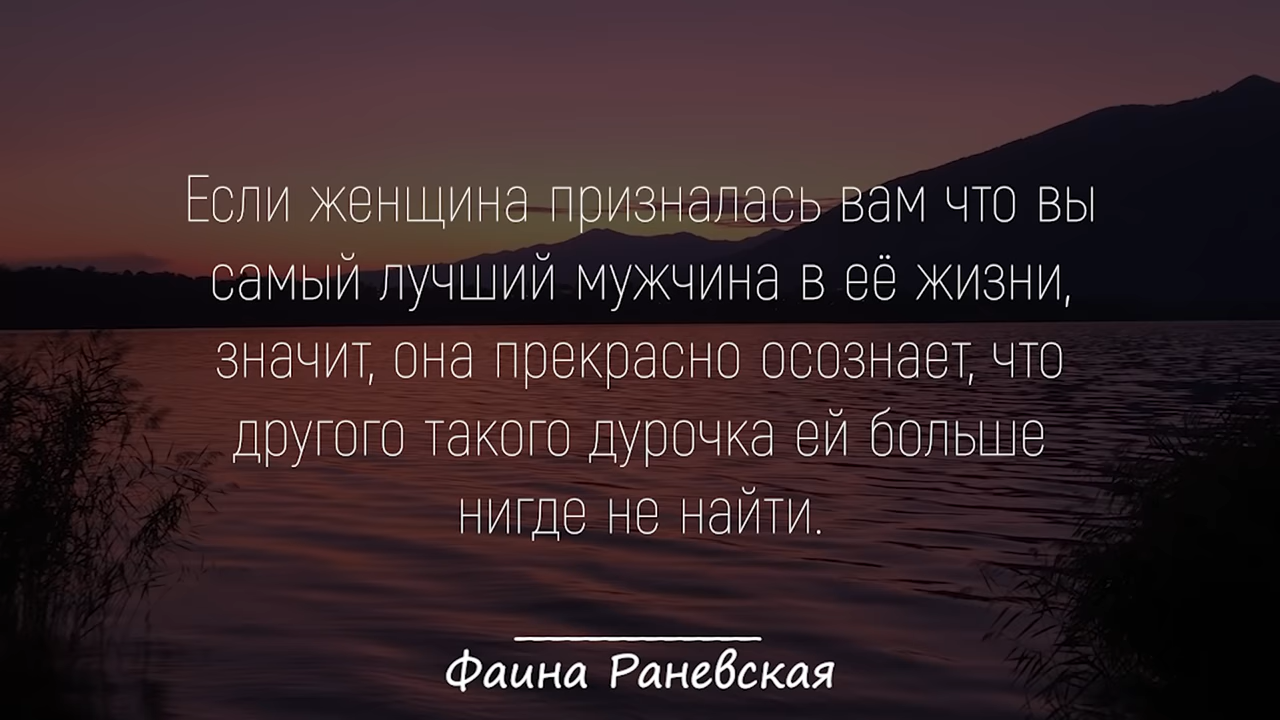 Если женщина призналась вам что вы
самый лучший мужчина в её жизни,
значит, она прекрасно осознает, что
другого такого дурочка ей больше
нигде не найти.
Фаина Раневская